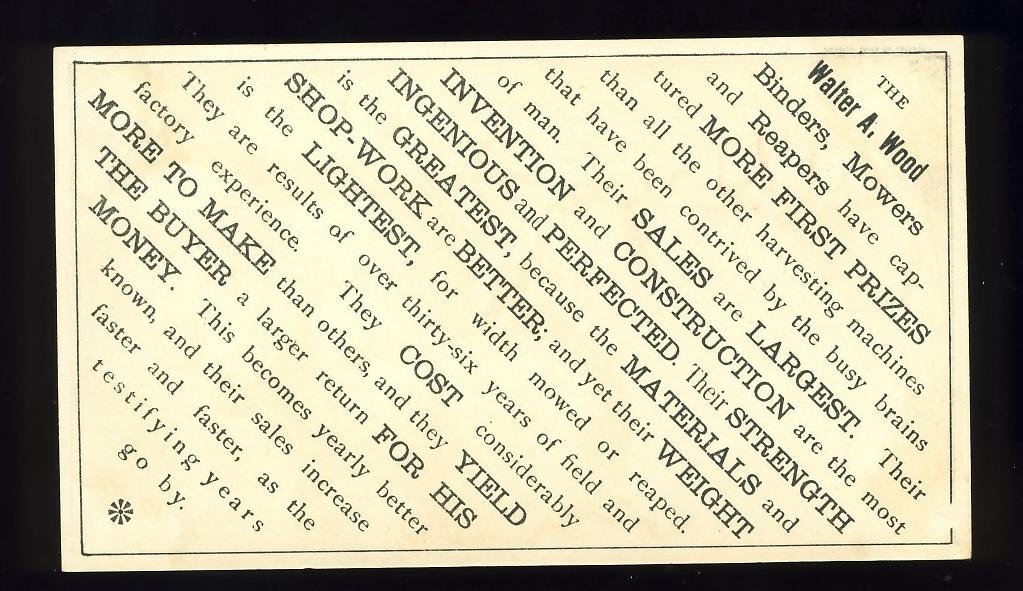 THE
Walter A. Wood
Binders, Mowers
and Reapers have cap-
tured MORE FIRST PRIZES
than all the other harvesting machines
that have been contrived by the busy brains
of man. Their SALES are LARGEST. Their
INVENTION and CONSTRUCTION are the most
INGENIOUS and PERFECTED. Their STRENGTH
is the GREATEST, because the MATERIALS and
SHOP-WORK are BETTER; and yet their WEIGHT
is the LIGHTEST, for width mowed or reaped.
They are results of over thirty-six years of field and
factory experience. They COST considerably
MORE TO MAKE than others, and they YIELD
THE BUYER a larger return FOR HIS
MONEY. This becomes yearly better
known, and their sales increase
faster and faster, as the
testifying years
go by.